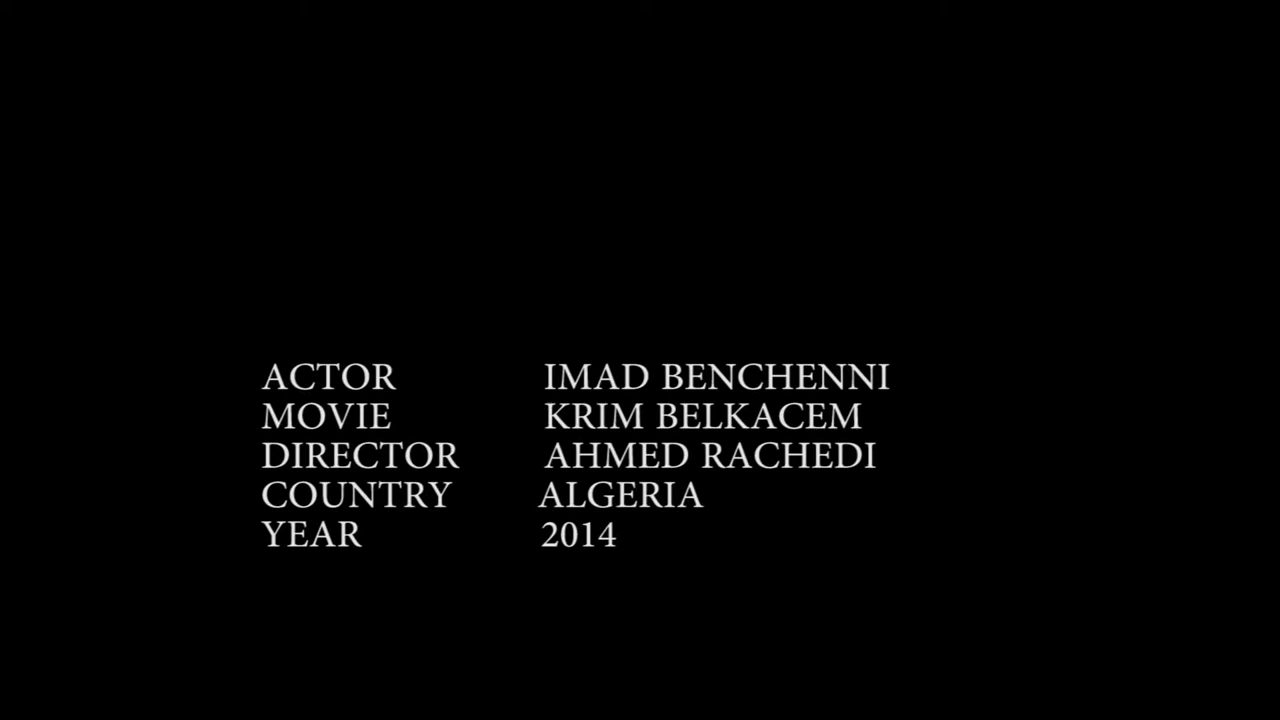 ACTOR IMAD BENCHENNI
MOVIE KRIM BELKACEM
DIRECTOR AHMED RACHEDI
COUNTRY ALGERIA
YEAR 2014